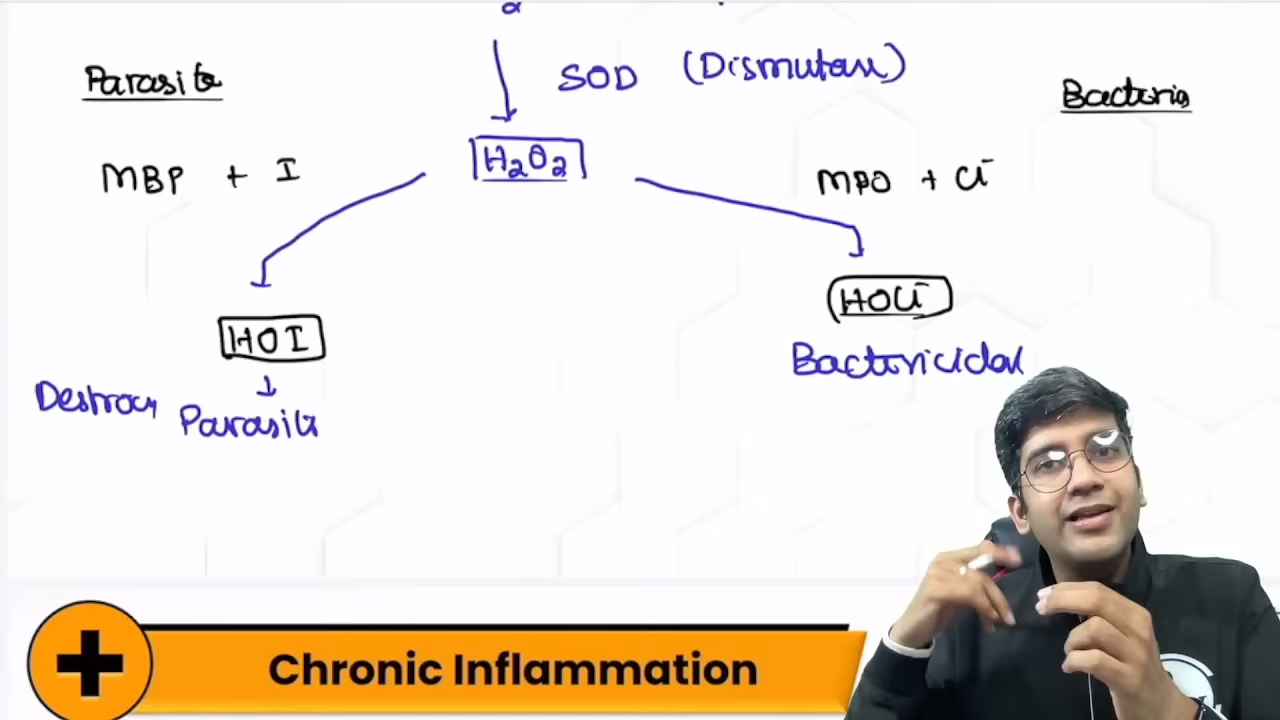 SOD (Dismutase)
Parasite
Bacteria
H2O2
MBP + I
MPO + Cl-
HOI
HOCl-
Bactericidal
Destroy Parasite
Chronic Inflammation